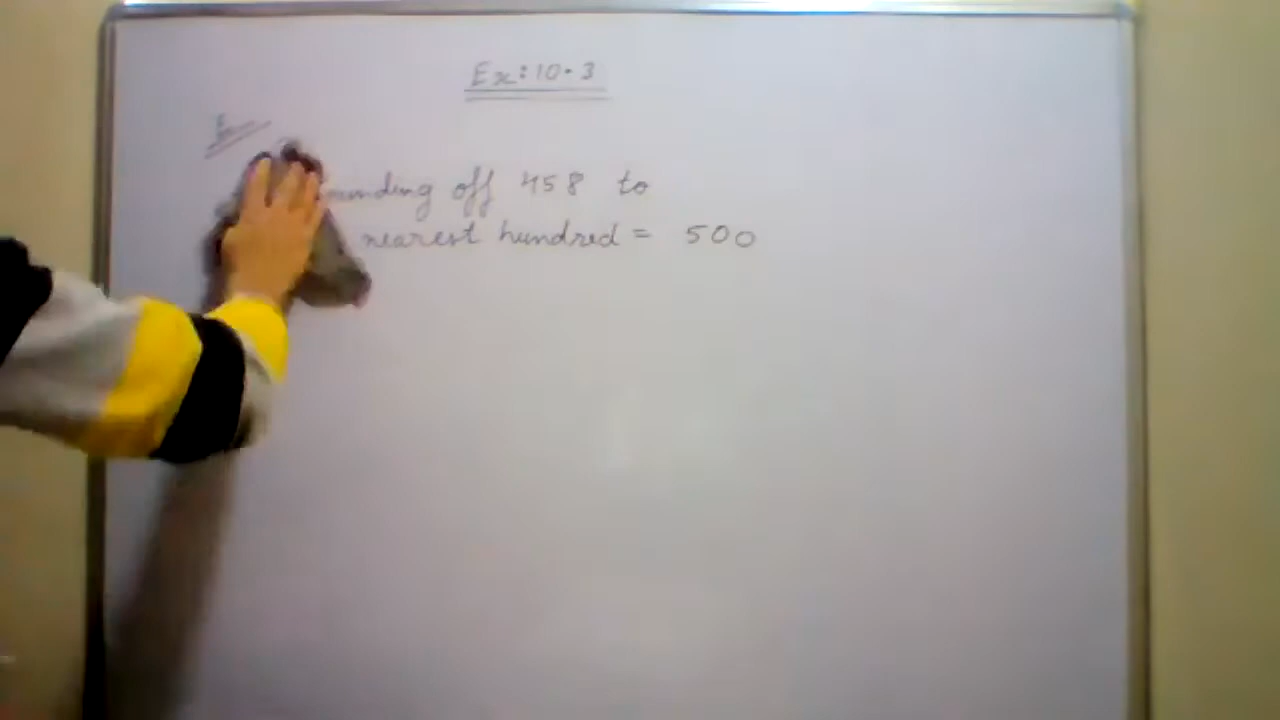 Ex: 10.3
unding off 458 to
nearest hundred = 500